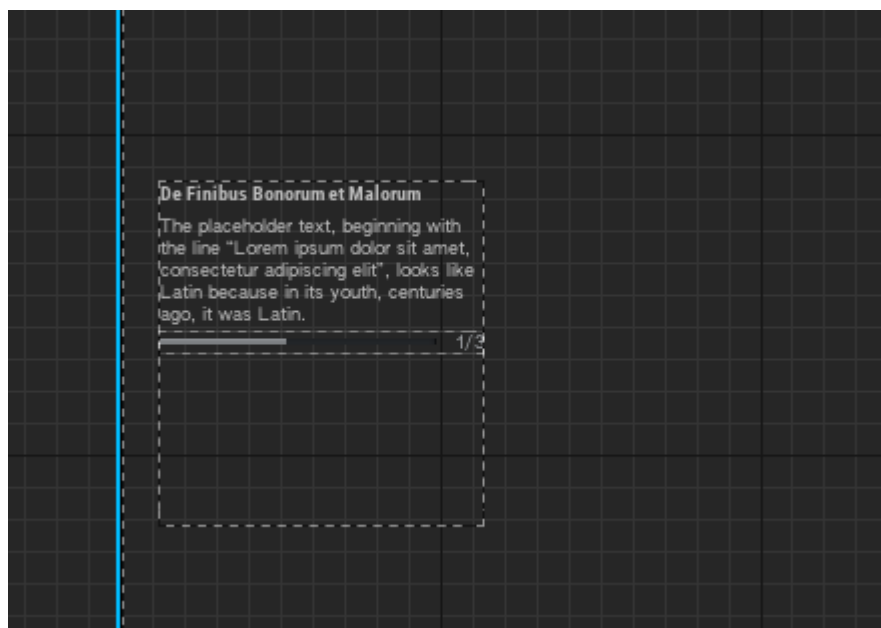 De Finibus Bonorum et Malorum
The placeholder text, beginning with
the line “Lorem ipsum dolor sit amet,
consectetur adipiscing elit”, looks like
Latin because in its youth, centuries
ago, it was Latin.
1/3